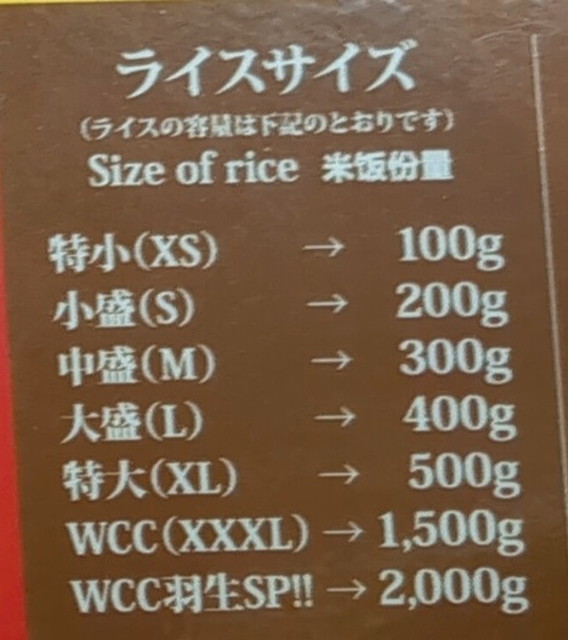 ライスサイズ
（ライスの容量は下記のとおりです）
Size of rice 米饭份量
特小(XS) → 100g
小盛(S) → 200g
中盛(M) → 300g
大盛(L) → 400g
特大(XL) → 500g
WCC(XXXL) → 1,500g
WCC羽生SP!! → 2,000g